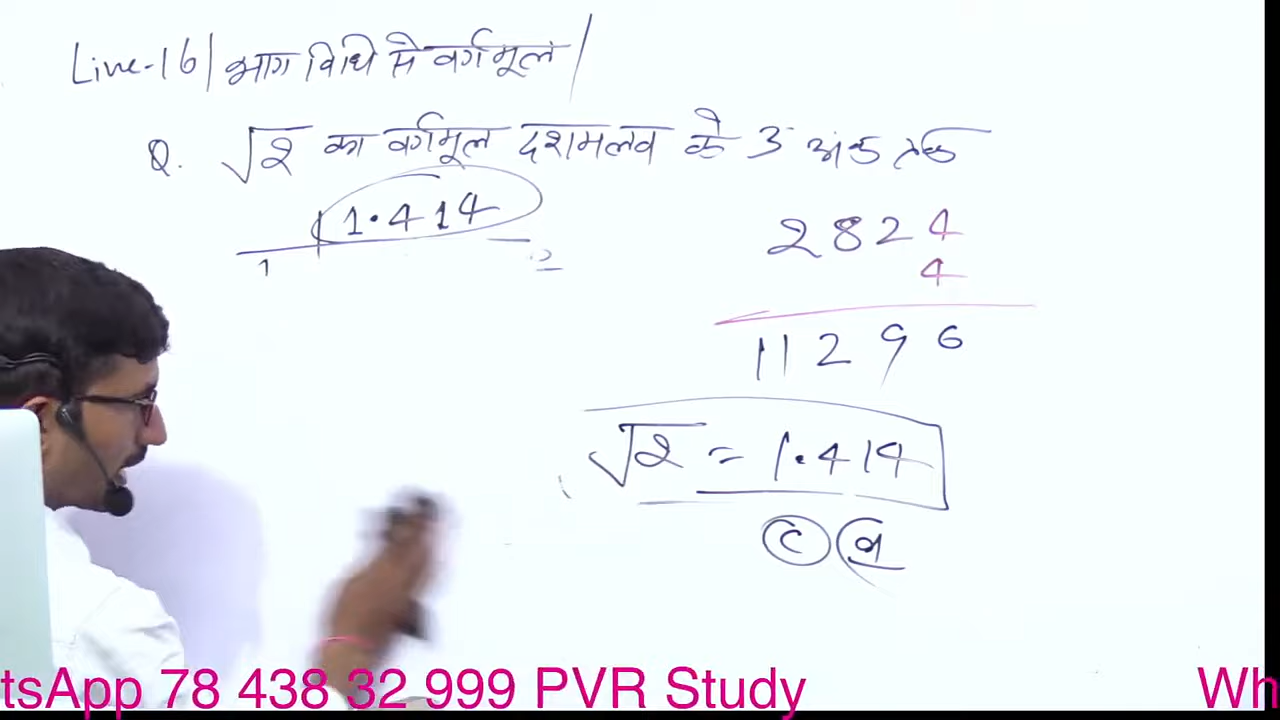 Live-16| भाग विधि से वर्गमूल /
Q. √2 का वर्गमूल दशमलव के 3 अंक तक
1.414
1
2824
4
11296
√2 = 1.414
C
tsApp 78 438 32 999 PVR Study Wh